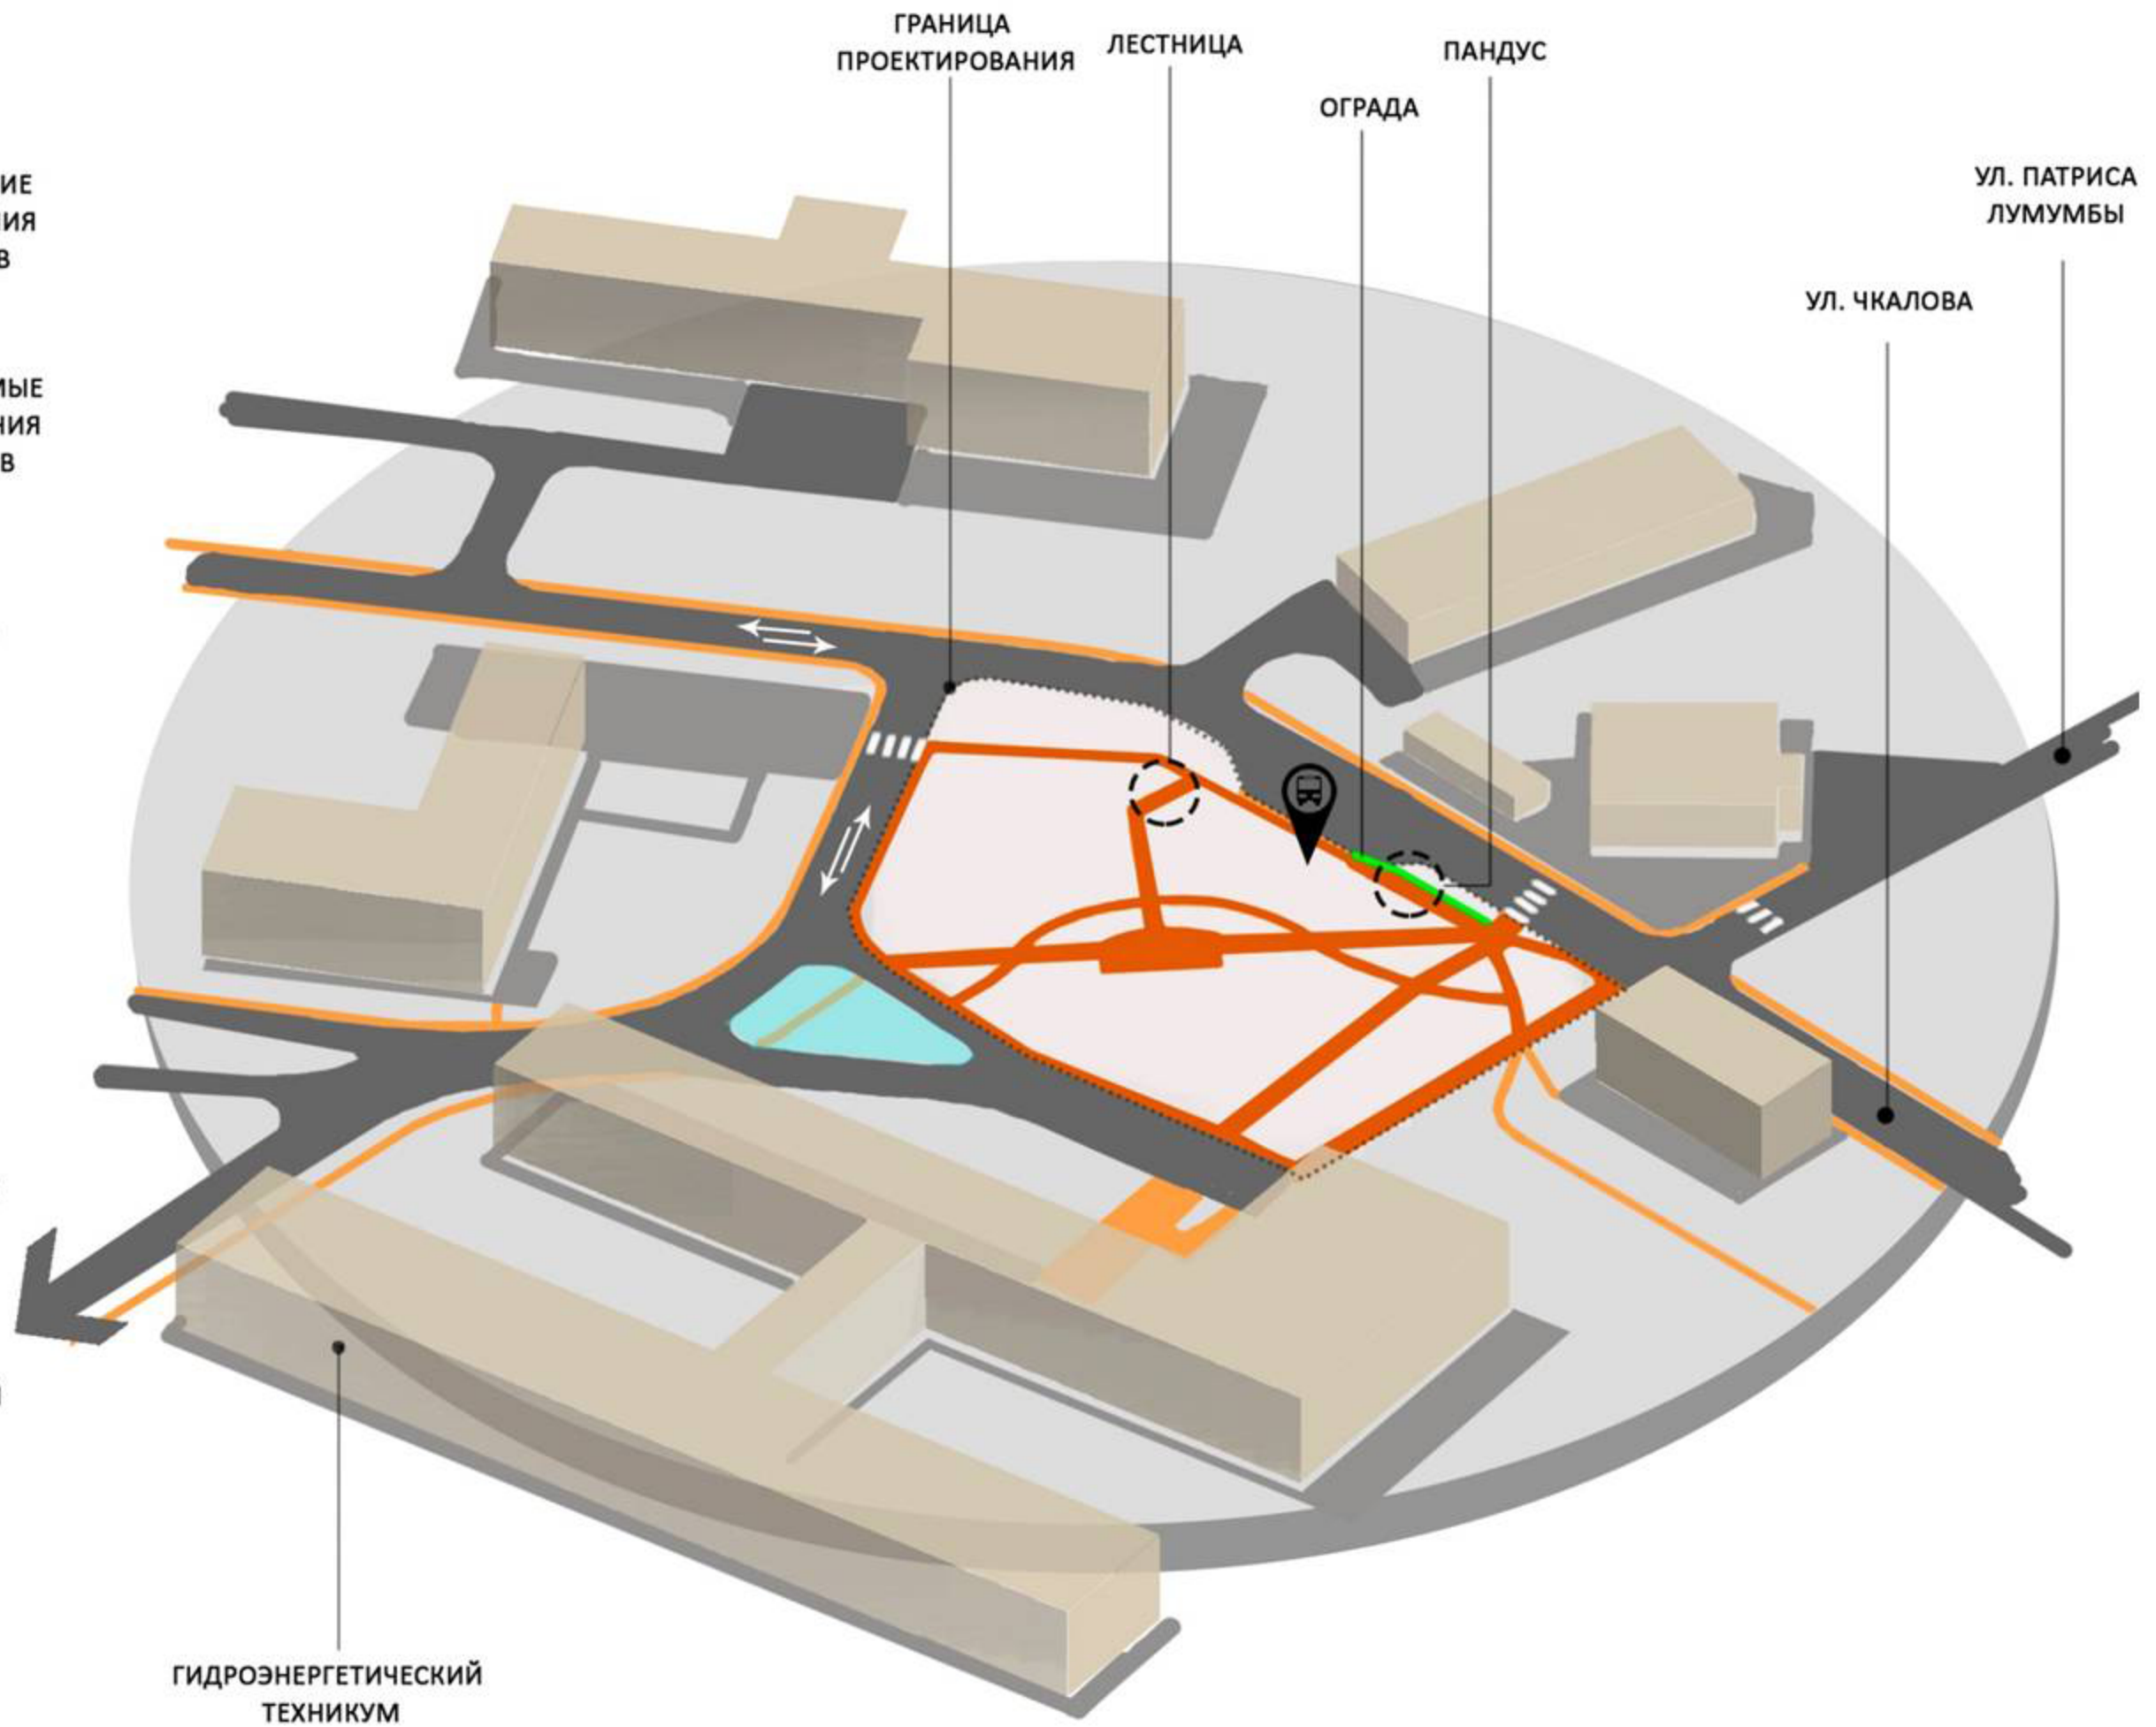 ГРАНИЦА
ПРОЕКТИРОВАНИЯ
ЛЕСТНИЦА
ПАНДУС
ОГРАДА
УЛ. ПАТРИСА
ЛУМУМБЫ
УЛ. ЧКАЛОВА
ГИДРОЭНЕРГЕТИЧЕСКИЙ
ТЕХНИКУМ